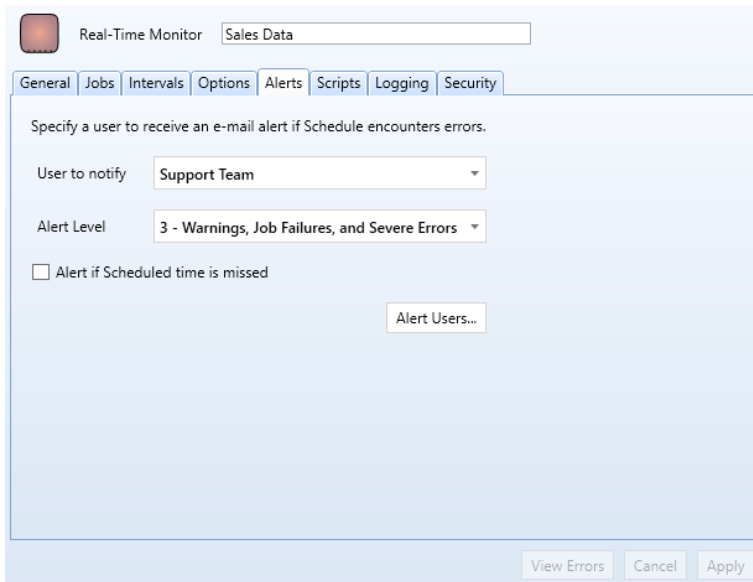 Real-Time Monitor Sales Data
General Jobs Intervals Options Alerts Scripts Logging Security
Specify a user to receive an e-mail alert if Schedule encounters errors.
User to notify Support Team
Alert Level 3 - Warnings, Job Failures, and Severe Errors
Alert if Scheduled time is missed
Alert Users...
View Errors Cancel Apply